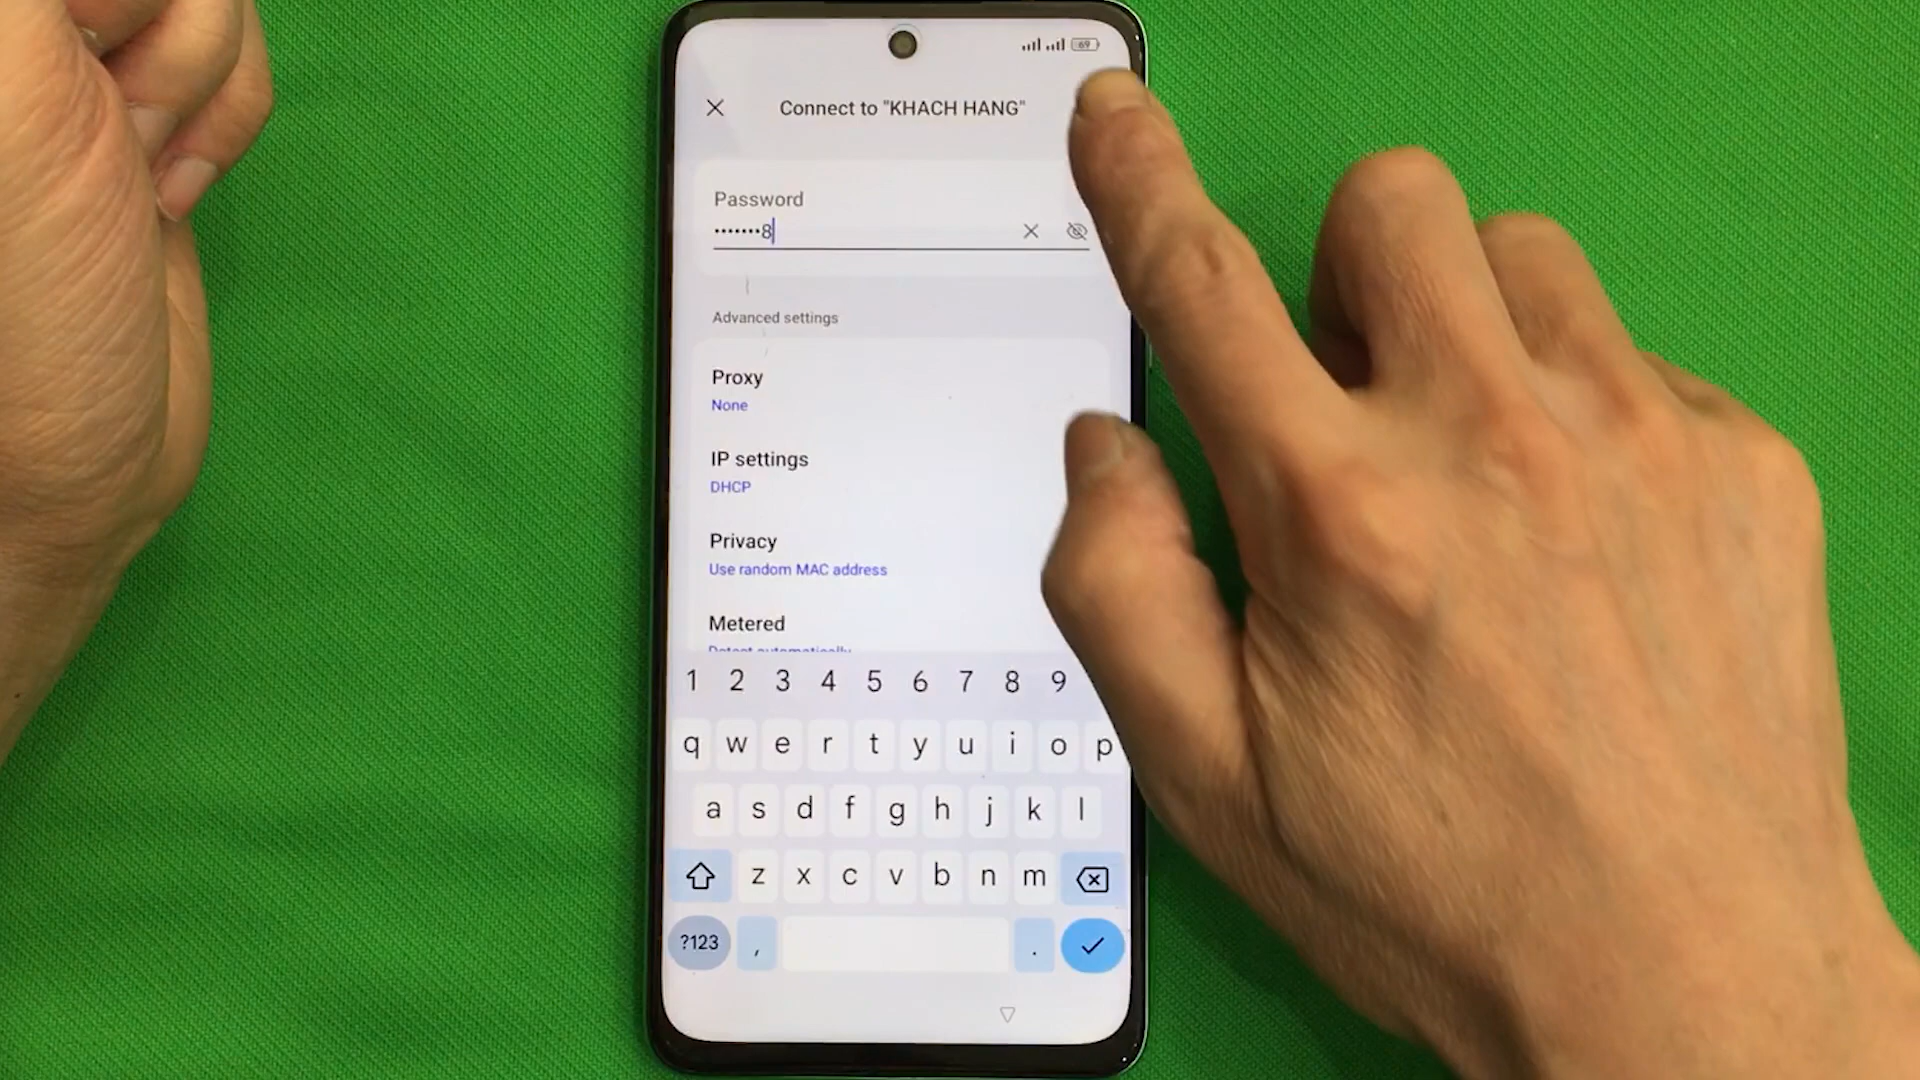 69
Connect to "KHACH HANG"
Password
•••••••8
Advanced settings
Proxy
None
IP settings
DHCP
Privacy
Use random MAC address
Metered
Detect automatically
1 2 3 4 5 6 7 8 9
q w e r t y u i o p
a s d f g h j k l
z x c v b n m
?123 , .